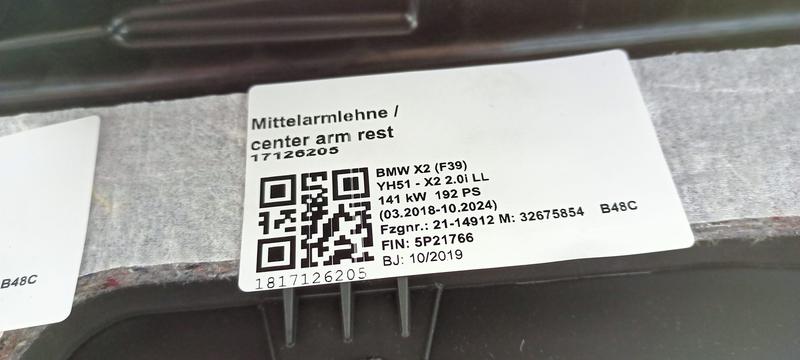 Mittelarmlehne /
center arm rest
17126205
BMW X2 (F39)
YH51 - X2 2.0i LL
141 kW 192 PS
(03.2018-10.2024)
Fzgnr.: 21-14912 M: 32675854 B48C
FIN: 5P21766
BJ: 10/2019
1817126205
B48C